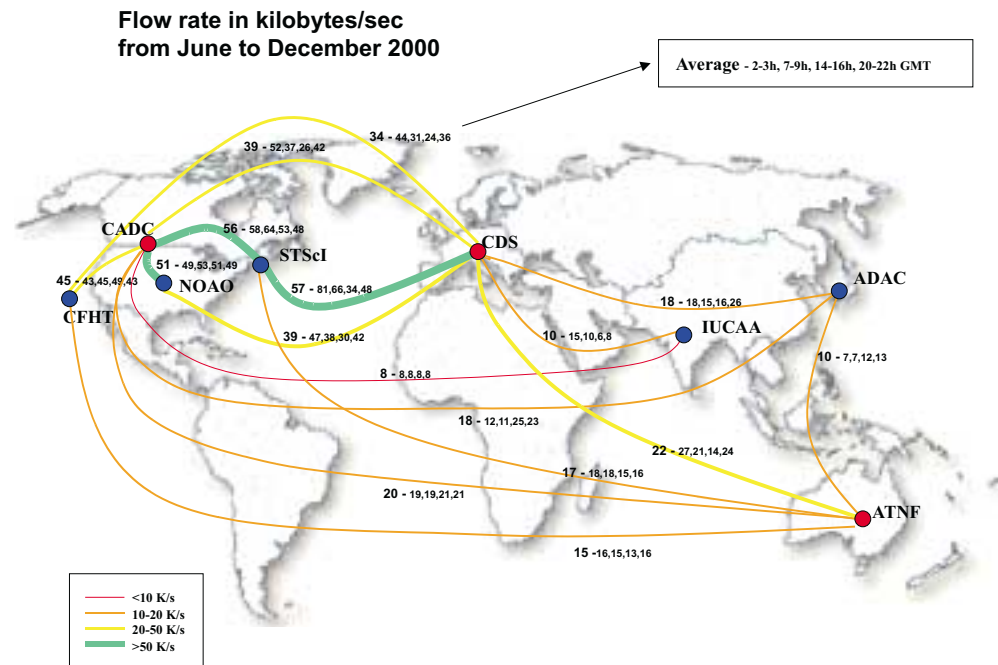 Flow rate in kilobytes/sec
from June to December 2000
Average - 2-3h, 7-9h, 14-16h, 20-22h GMT
34 - 44,31,24,36
39 - 52,37,26,42
CADC
56 - 58,64,53,48
STScI
CDS
51 - 49,53,51,49
45 - 43,45,49,43
NOAO
ADAC
57 - 81,66,34,48
CFHT
18 - 18,15,16,26
IUCAA
39 - 47,38,30,42
10 - 15,10,6,8
10 - 7,7,12,13
8 - 8,8,8,8
18 - 12,11,25,23
22 - 27,21,14,24
17 - 18,18,15,16
20 - 19,19,21,21
ATNF
15 -16,15,13,16
<10 K/s
10-20 K/s
20-50 K/s
>50 K/s